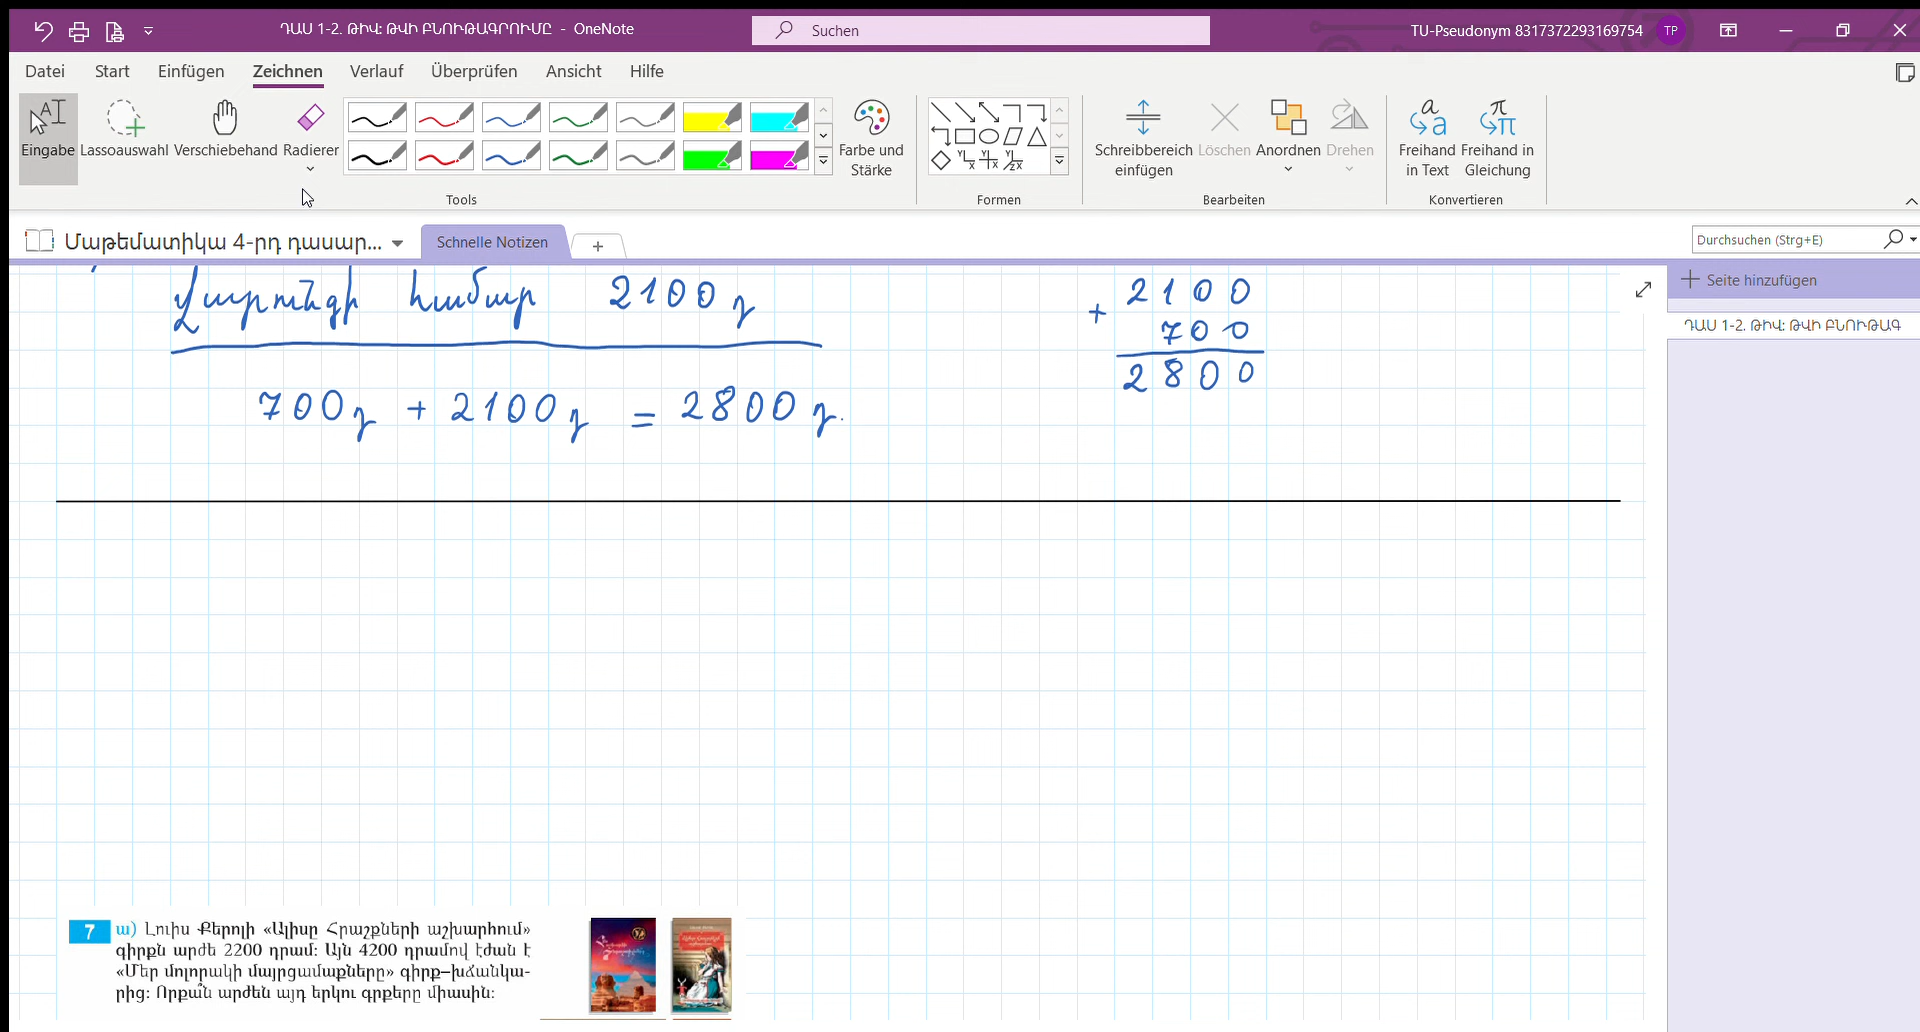 ԴԱՍ 1-2. ԹԻՎ: ԹՎԻ ԲՆՈՒԹԱԳՐՈՒՄԸ - OneNote
Suchen
TU-Pseudonym 8317372293169754
TP
Datei Start Einfügen Zeichnen Verlauf Überprüfen Ansicht Hilfe
Eingabe Lassoauswahl Verschiebehand Radierer
Farbe und Stärke
Schreibbereich einfügen
Löschen Anordnen Drehen
Freihand in Text
Freihand in Gleichung
Tools Formen Bearbeiten Konvertieren
Մաթեմատիկա 4-րդ դասար...
Schnelle Notizen
Durchsuchen (Strg+E)
Seite hinzufügen
ԴԱՍ 1-2. ԹԻՎ: ԹՎԻ ԲՆՈՒԹԱԳ
Վարունգի համար 2100 դ
700դ + 2100դ = 2800 դ.
2100
+ 700
2800
7 ա) Լուիս Քերոլի «Ալիսը Հրաշքների աշխարհում»
գիրքն արժե 2200 դրամ: Այն 4200 դրամով էժան է
«Մեր մոլորակի մայրցամաքները» գիրք–խճանկա-
րից: Որքա՞ն արժեն այդ երկու գրքերը միասին: